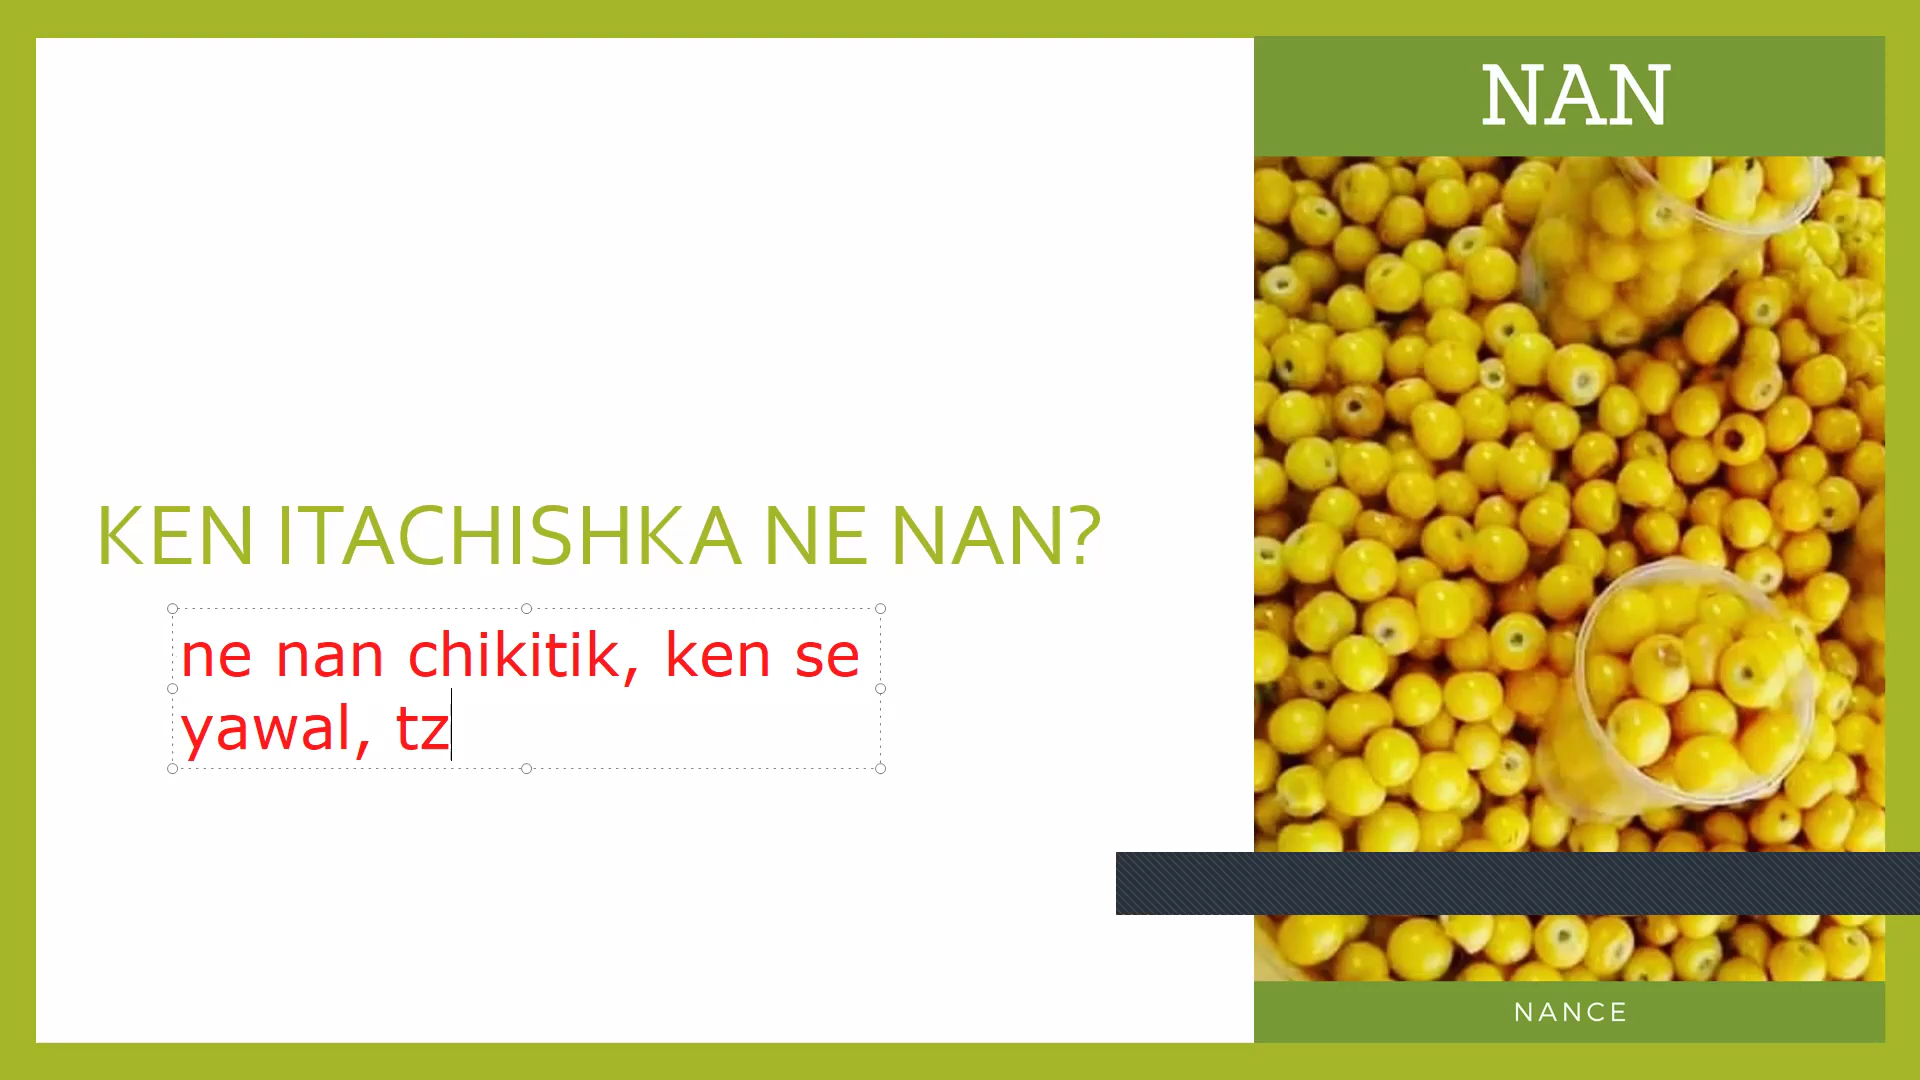 NAN
KEN ITACHISHKA NE NAN?
ne nan chikitik, ken se
yawal, tz
NANCE